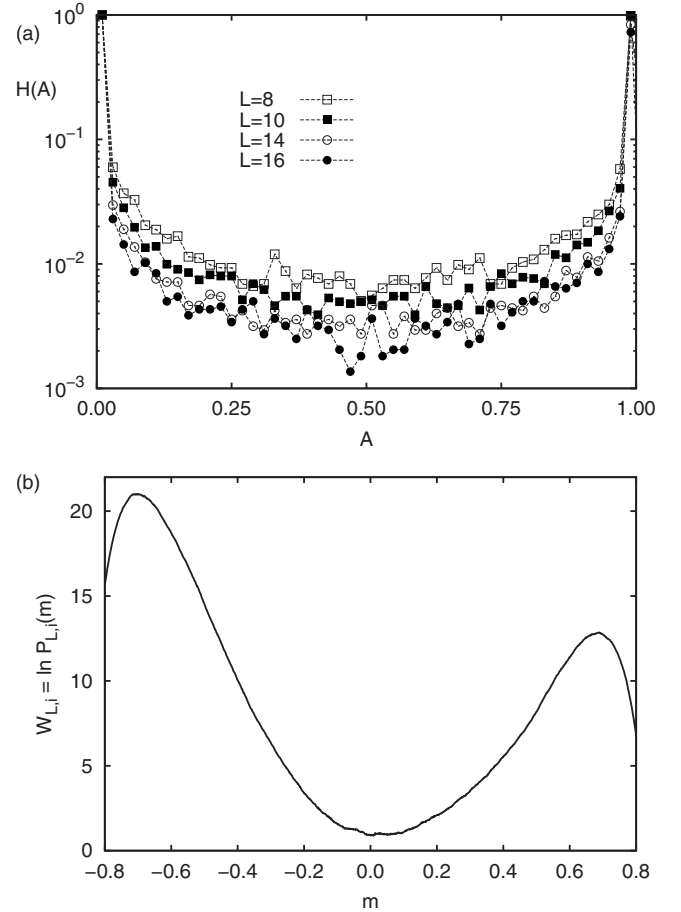 (a)
10^0
H(A)
L=8
L=10
L=14
L=16
10^−1
10^−2
10^−3
0.00 0.25 0.50 0.75 1.00
A
(b)
20
15
10
5
0
W_{L,i} = ln P_{L,i}(m)
−0.8 −0.6 −0.4 −0.2 0.0 0.2 0.4 0.6 0.8
m